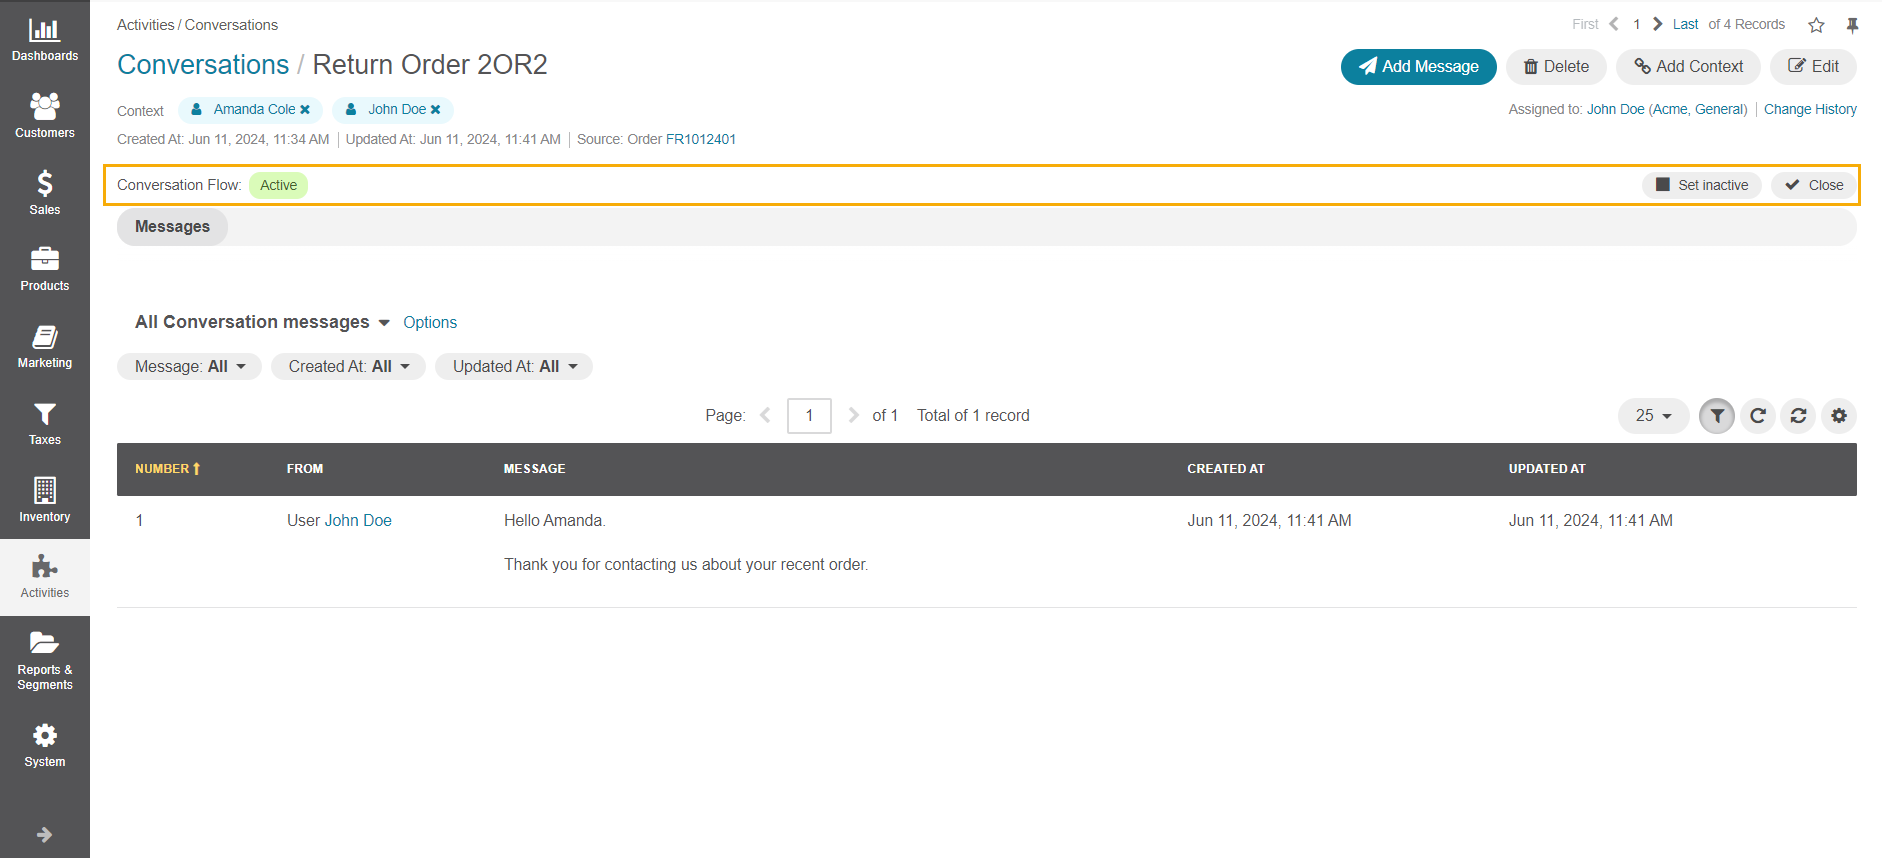 Dashboards
Customers
Sales
Products
Marketing
Taxes
Inventory
Activities
Reports &
Segments
System
Activities / Conversations
First 1 Last of 4 Records
Conversations / Return Order 2OR2
Add Message Delete Add Context Edit
Context Amanda Cole John Doe
Assigned to: John Doe (Acme, General) Change History
Created At: Jun 11, 2024, 11:34 AM Updated At: Jun 11, 2024, 11:41 AM Source: Order FR1012401
Conversation Flow: Active Set inactive Close
Messages
All Conversation messages Options
Message: All Created At: All Updated At: All
Page: 1 of 1 Total of 1 record 25
NUMBER FROM MESSAGE CREATED AT UPDATED AT
1 User John Doe Hello Amanda. Jun 11, 2024, 11:41 AM Jun 11, 2024, 11:41 AM
Thank you for contacting us about your recent order.